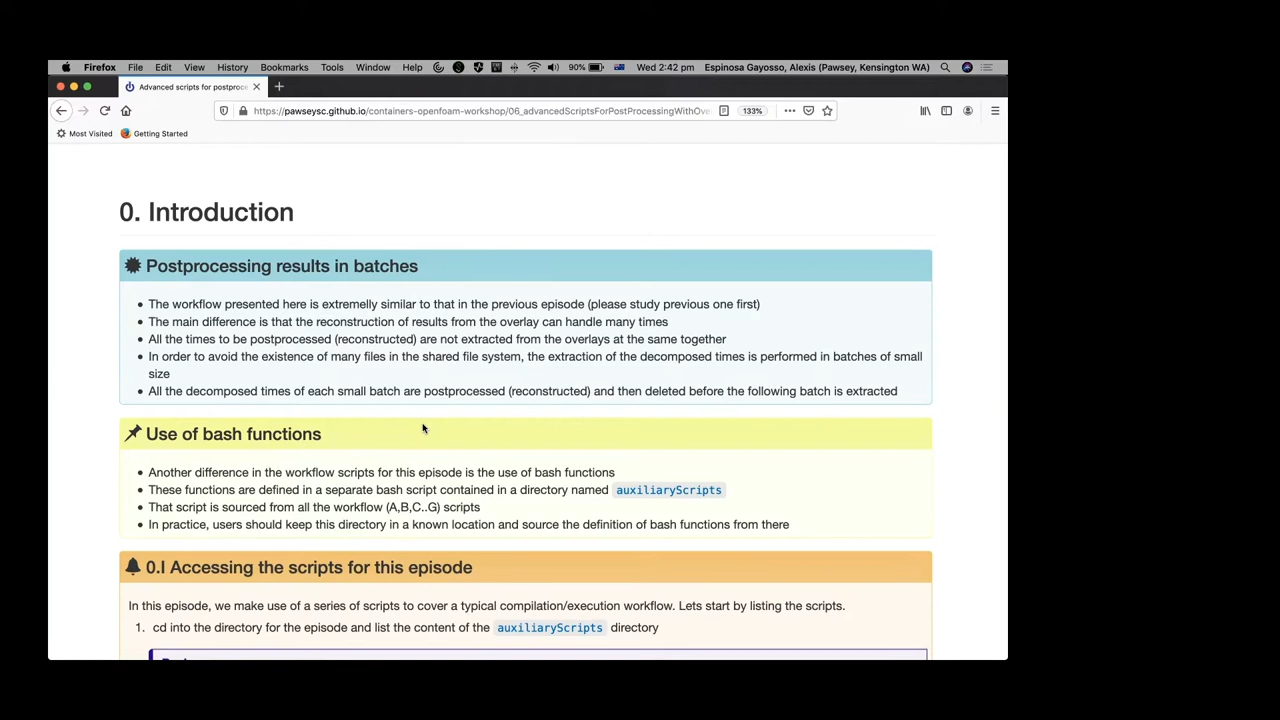 Firefox File Edit View History Bookmarks Tools Window Help 90% Wed 2:42 pm Espinosa Gayosso, Alexis (Pawsey, Kensington WA)
Advanced scripts for postproce
https://pawseysc.github.io/containers-openfoam-workshop/06_advancedScriptsForPostProcessingWithOve 133%
Most Visited Getting Started
0. Introduction
Postprocessing results in batches
• The workflow presented here is extremelly similar to that in the previous episode (please study previous one first)
• The main difference is that the reconstruction of results from the overlay can handle many times
• All the times to be postprocessed (reconstructed) are not extracted from the overlays at the same together
• In order to avoid the existence of many files in the shared file system, the extraction of the decomposed times is performed in batches of small
size
• All the decomposed times of each small batch are postprocessed (reconstructed) and then deleted before the following batch is extracted
Use of bash functions
• Another difference in the workflow scripts for this episode is the use of bash functions
• These functions are defined in a separate bash script contained in a directory named auxiliaryScripts
• That script is sourced from all the workflow (A,B,C..G) scripts
• In practice, users should keep this directory in a known location and source the definition of bash functions from there
0.I Accessing the scripts for this episode
In this episode, we make use of a series of scripts to cover a typical compilation/execution workflow. Lets start by listing the scripts.
1. cd into the directory for the episode and list the content of the auxiliaryScripts directory